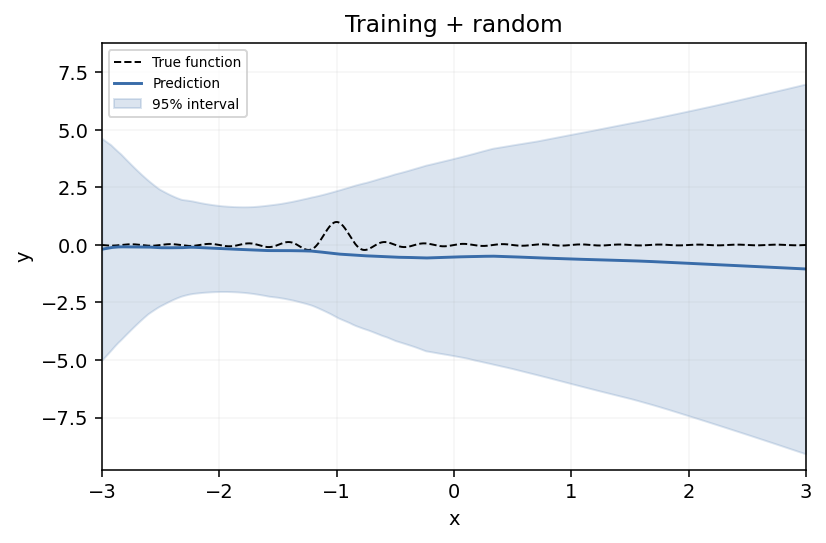 Training + random
True function
Prediction
95% interval
7.5
5.0
2.5
0.0
−2.5
−5.0
−7.5
y
−3 −2 −1 0 1 2 3
x